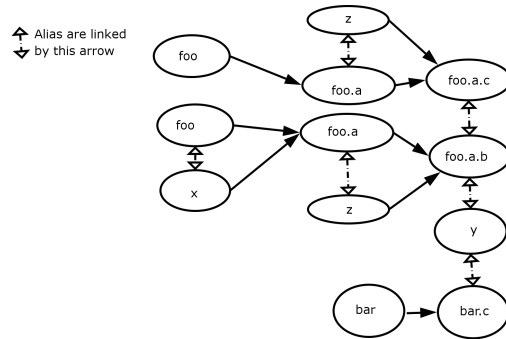 Alias are linked
by this arrow
z
foo
foo.a
foo.a.c
foo
foo.a
foo.a.b
x
z
y
bar
bar.c